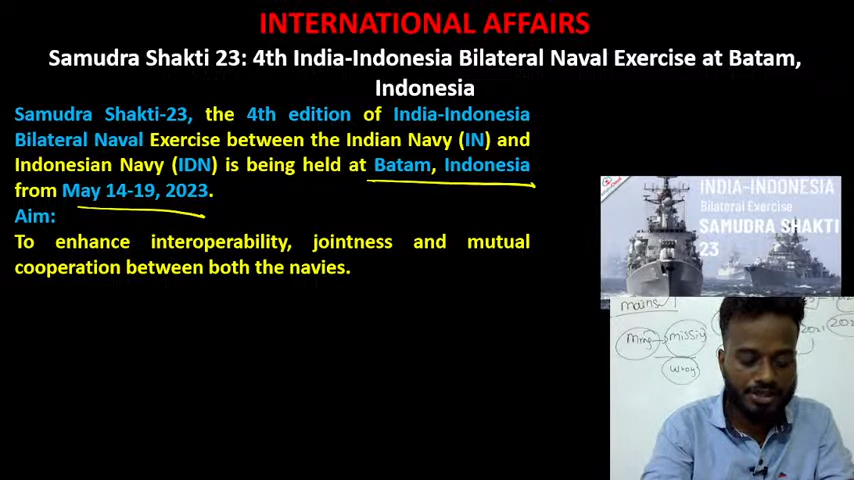 INTERNATIONAL AFFAIRS
Samudra Shakti 23: 4th India-Indonesia Bilateral Naval Exercise at Batam,
Indonesia
Samudra Shakti-23, the 4th edition of India-Indonesia
Bilateral Naval Exercise between the Indian Navy (IN) and
Indonesian Navy (IDN) is being held at Batam, Indonesia
from May 14-19, 2023.
Aim:
To enhance interoperability, jointness and mutual
cooperation between both the navies.
INDIA-INDONESIA
Bilateral Exercise
SAMUDRA SHAKTI
23
mains
missing
2021